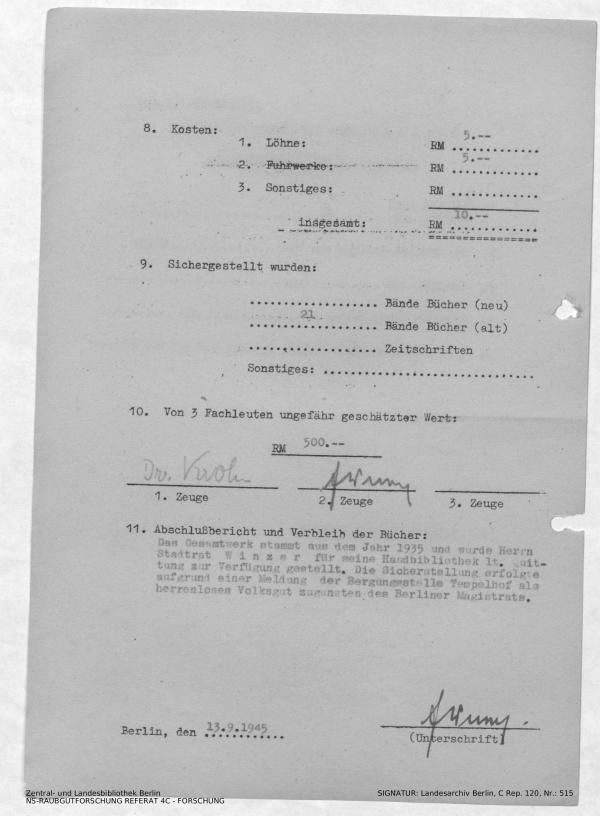 8. Kosten:
1. Löhne: RM 5.--
2. Fuhrwerke: RM 5.--
3. Sonstiges: RM ............
insgesamt: RM 10.--
9. Sichergestellt wurden:
.................. Bände Bücher (neu)
21 Bände Bücher (alt)
.................. Zeitschriften
Sonstiges: ..............................
10. Von 3 Fachleuten ungefähr geschätzter Wert:
RM 500.--
Dr. Krohn
1. Zeuge 2. Zeuge 3. Zeuge
11. Abschlußbericht und Verbleib der Bücher:
Das Gesamtwerk stammt aus dem Jahr 1935 und wurde Herrn
Stadtrat W i n z e r für seine Handbibliothek lt. Quit-
tung zur Verfügung gestellt. Die Sicherstellung erfolgte
aufgrund einer Meldung der Bergungsstelle Tempelhof als
herrenloses Volksgut zugunsten des Berliner Magistrats.
Berlin, den 13.9.1945
(Unterschrift)
Zentral- und Landesbibliothek Berlin
NS-RAUBGUTFORSCHUNG REFERAT 4C - FORSCHUNG
SIGNATUR: Landesarchiv Berlin, C Rep. 120, Nr.: 515